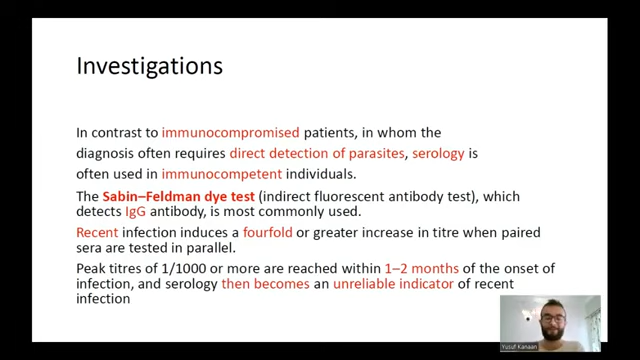 Investigations
In contrast to immunocompromised patients, in whom the
diagnosis often requires direct detection of parasites, serology is
often used in immunocompetent individuals.
The Sabin–Feldman dye test (indirect fluorescent antibody test), which
detects IgG antibody, is most commonly used.
Recent infection induces a fourfold or greater increase in titre when paired
sera are tested in parallel.
Peak titres of 1/1000 or more are reached within 1–2 months of the onset of
infection, and serology then becomes an unreliable indicator of recent
infection
Yusuf Kanaan